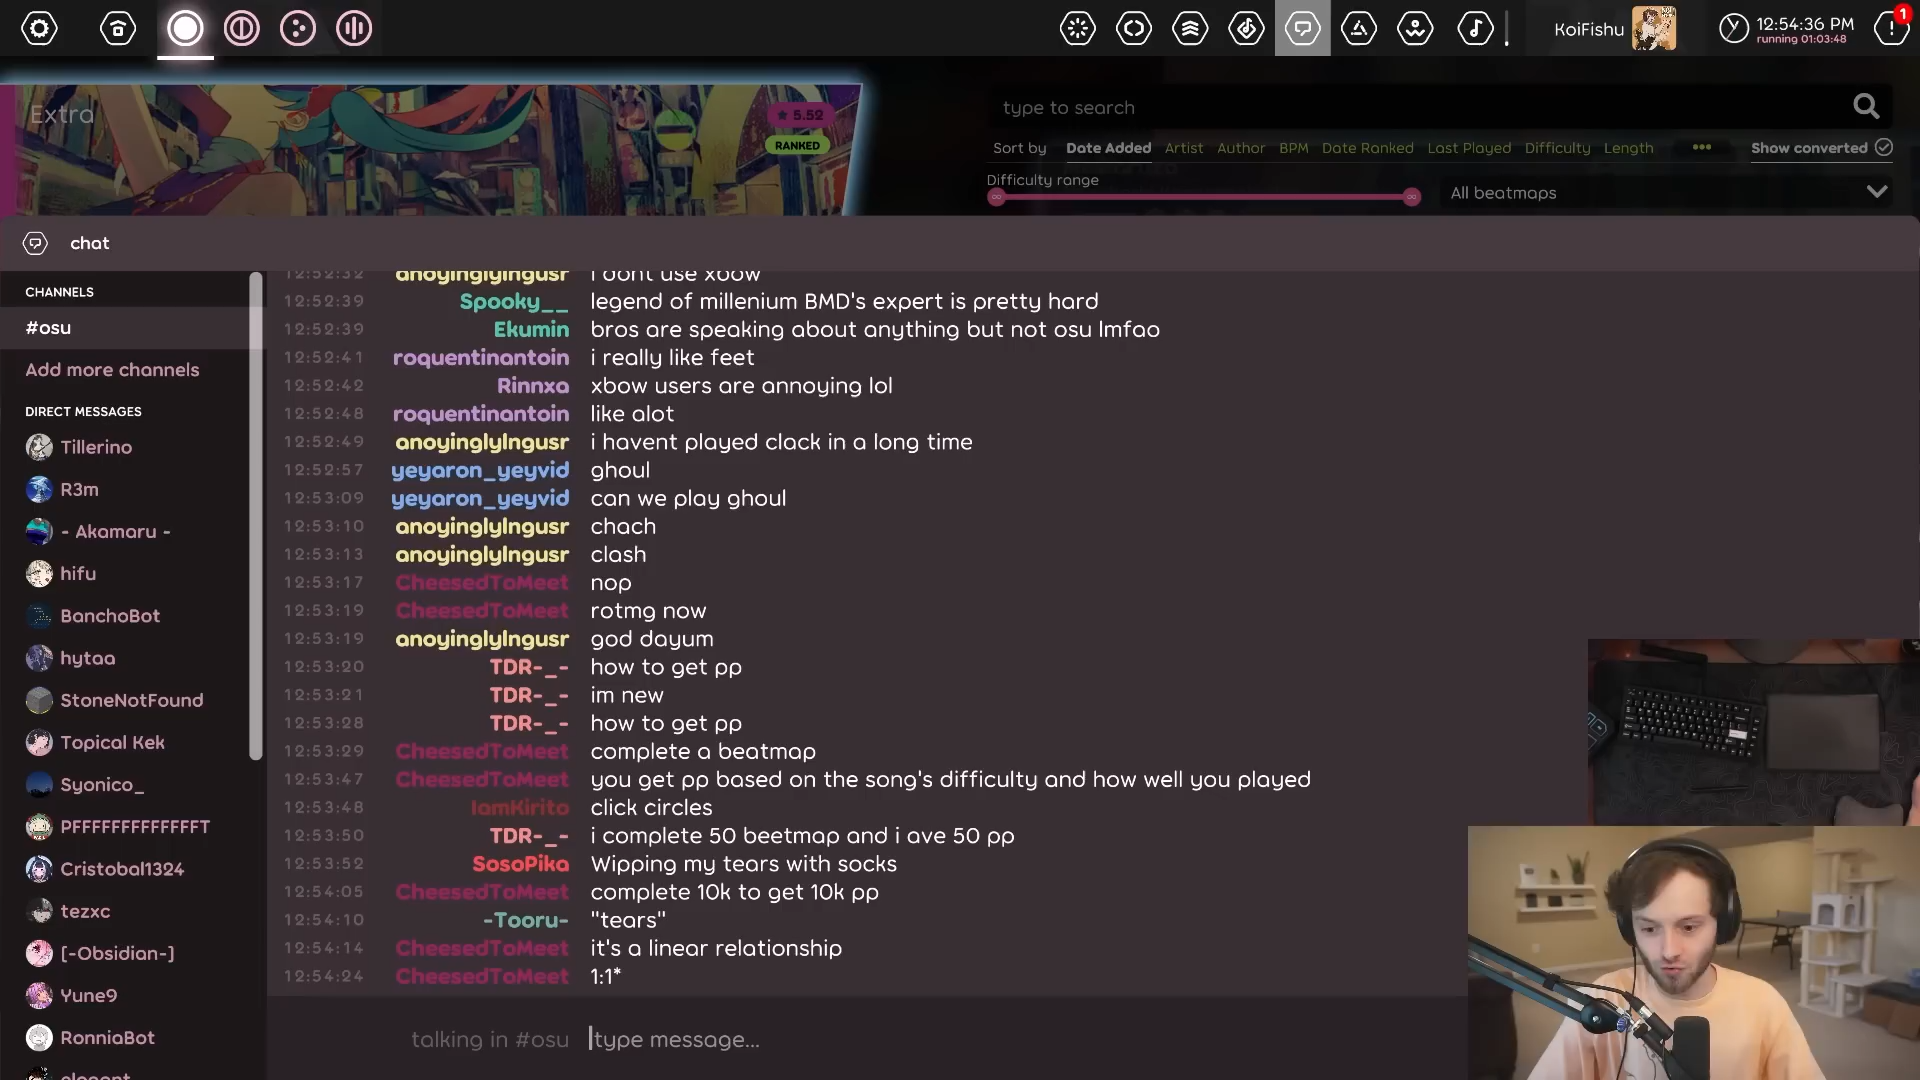 KoiFishu
12:54:36 PM
running 01:03:48
1
Extra
5.52
RANKED
type to search
Sort by Date Added Artist Author BPM Date Ranked Last Played Difficulty Length ••• Show converted
Difficulty range
All beatmaps
chat
CHANNELS
#osu
Add more channels
DIRECT MESSAGES
Tillerino
R3m
- Akamaru -
hifu
BanchoBot
hytaa
StoneNotFound
Topical Kek
Syonico_
PFFFFFFFFFFFFFT
Cristobal1324
tezxc
[-Obsidian-]
Yune9
RonniaBot
12:52:32 anoyinglylngusr i dont use xbow
12:52:39 Spooky__ legend of millenium BMD's expert is pretty hard
12:52:39 Ekumin bros are speaking about anything but not osu lmfao
12:52:41 roquentinantoin i really like feet
12:52:42 Rinnxa xbow users are annoying lol
12:52:48 roquentinantoin like alot
12:52:49 anoyinglylngusr i havent played clack in a long time
12:52:57 yeyaron_yeyvid ghoul
12:53:09 yeyaron_yeyvid can we play ghoul
12:53:10 anoyinglylngusr chach
12:53:13 anoyinglylngusr clash
12:53:17 CheesedToMeet nop
12:53:19 CheesedToMeet rotmg now
12:53:19 anoyinglylngusr god dayum
12:53:20 TDR-_- how to get pp
12:53:21 TDR-_- im new
12:53:28 TDR-_- how to get pp
12:53:29 CheesedToMeet complete a beatmap
12:53:47 CheesedToMeet you get pp based on the song's difficulty and how well you played
12:53:48 IamKirito click circles
12:53:50 TDR-_- i complete 50 beetmap and i ave 50 pp
12:53:52 SosoPika Wipping my tears with socks
12:54:05 CheesedToMeet complete 10k to get 10k pp
12:54:10 -Tooru- "tears"
12:54:14 CheesedToMeet it's a linear relationship
12:54:24 CheesedToMeet 1:1*
talking in #osu type message...